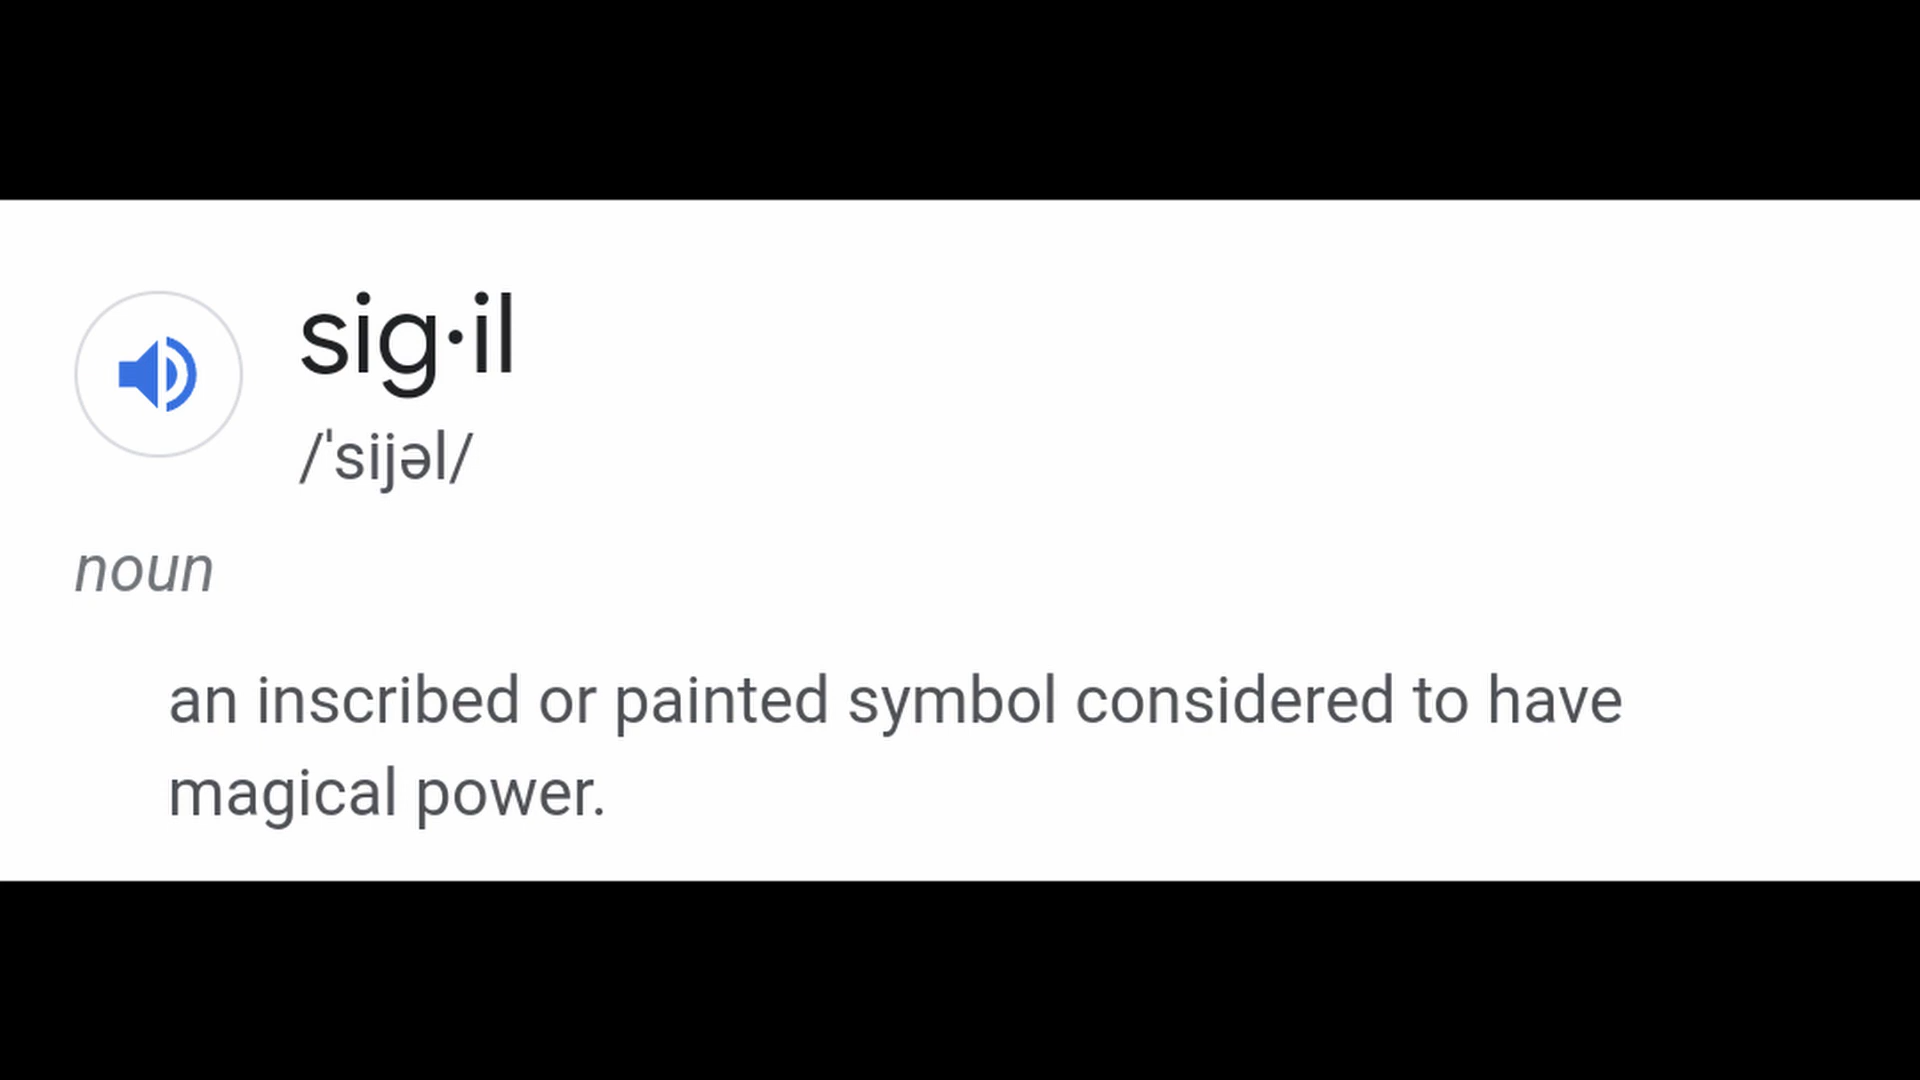 sig·il
/ˈsijəl/
noun
an inscribed or painted symbol considered to have
magical power.